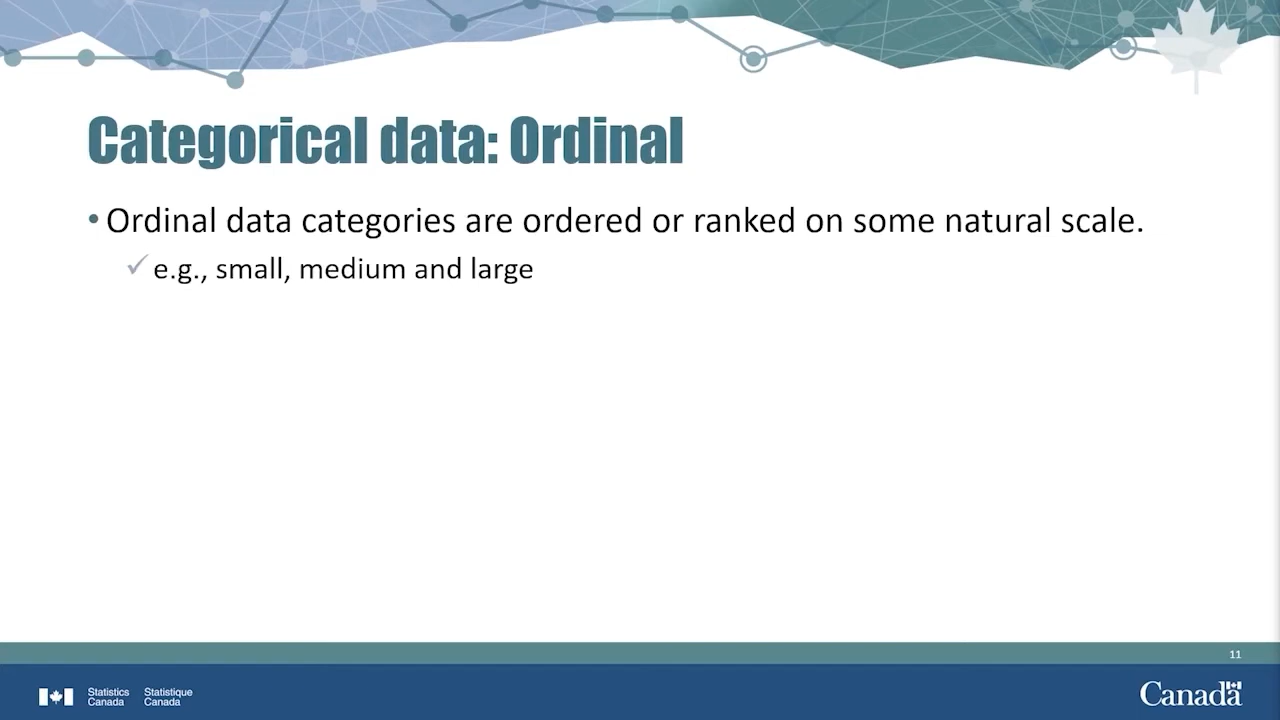 Categorical data: Ordinal
• Ordinal data categories are ordered or ranked on some natural scale.
✓ e.g., small, medium and large
11
Statistics Canada
Statistique Canada
Canada